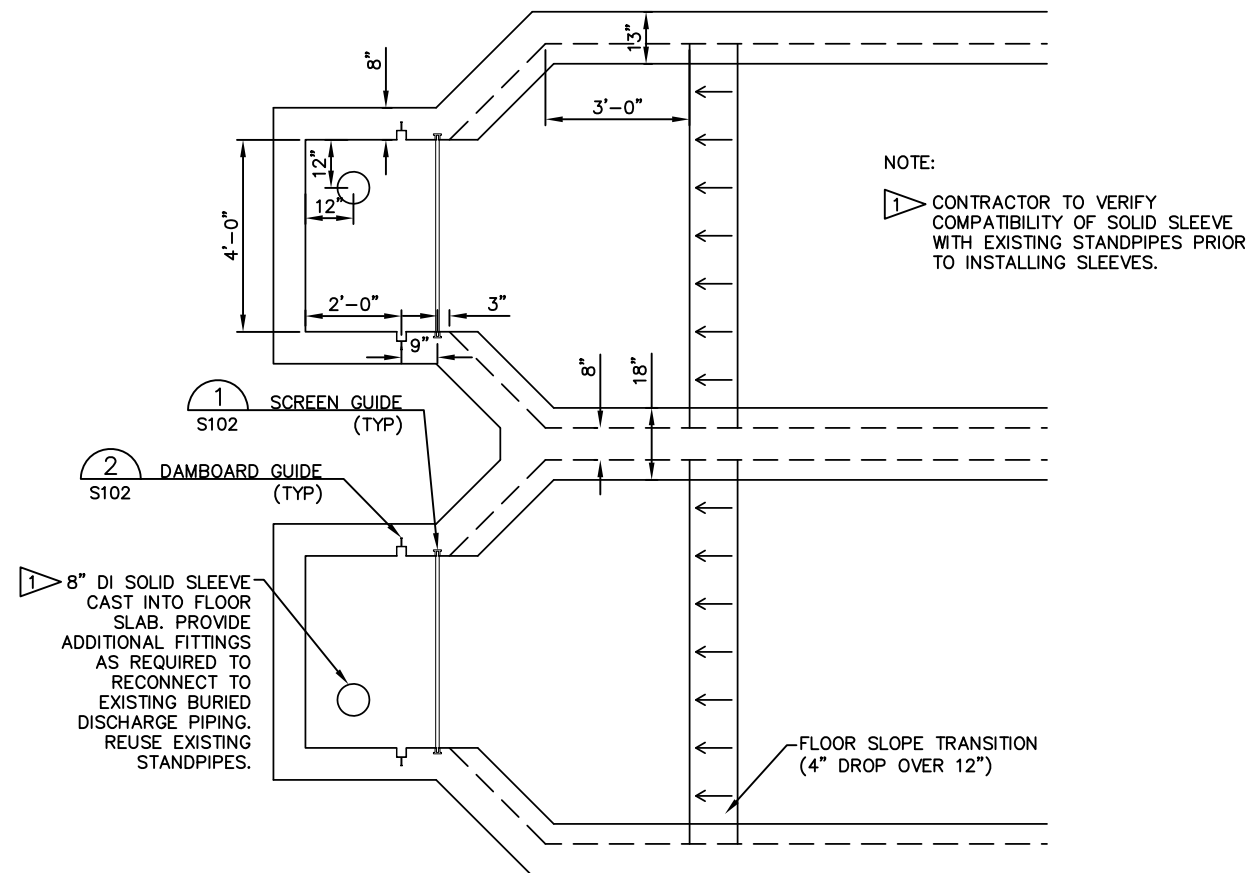 13"
8"
3'-0"
12"
12"
4'-0"
2'-0"
3"
9"
NOTE:
1 CONTRACTOR TO VERIFY
COMPATIBILITY OF SOLID SLEEVE
WITH EXISTING STANDPIPES PRIOR
TO INSTALLING SLEEVES.
8"
18"
1
S102
SCREEN GUIDE
(TYP)
2
S102
DAMBOARD GUIDE
(TYP)
1 8" DI SOLID SLEEVE
CAST INTO FLOOR
SLAB. PROVIDE
ADDITIONAL FITTINGS
AS REQUIRED TO
RECONNECT TO
EXISTING BURIED
DISCHARGE PIPING.
REUSE EXISTING
STANDPIPES.
FLOOR SLOPE TRANSITION
(4" DROP OVER 12")